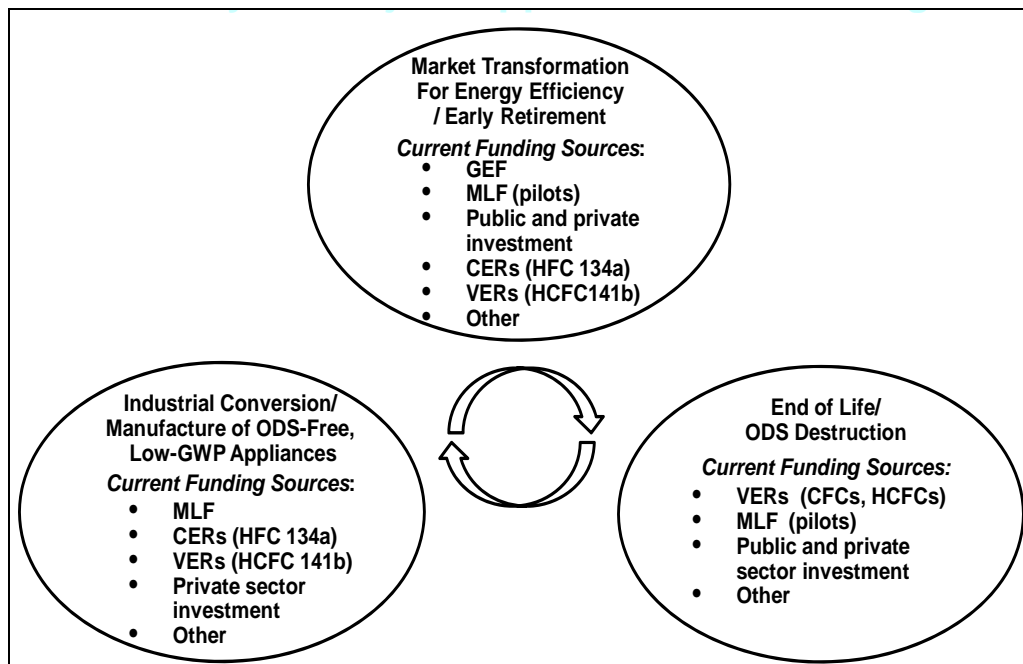 Market Transformation
For Energy Efficiency
/ Early Retirement
Current Funding Sources:
• GEF
• MLF (pilots)
• Public and private
investment
• CERs (HFC 134a)
• VERs (HCFC141b)
• Other
Industrial Conversion/
Manufacture of ODS-Free,
Low-GWP Appliances
Current Funding Sources:
• MLF
• CERs (HFC 134a)
• VERs (HCFC 141b)
• Private sector
investment
• Other
End of Life/
ODS Destruction
Current Funding Sources:
• VERs (CFCs, HCFCs)
• MLF (pilots)
• Public and private
sector investment
• Other